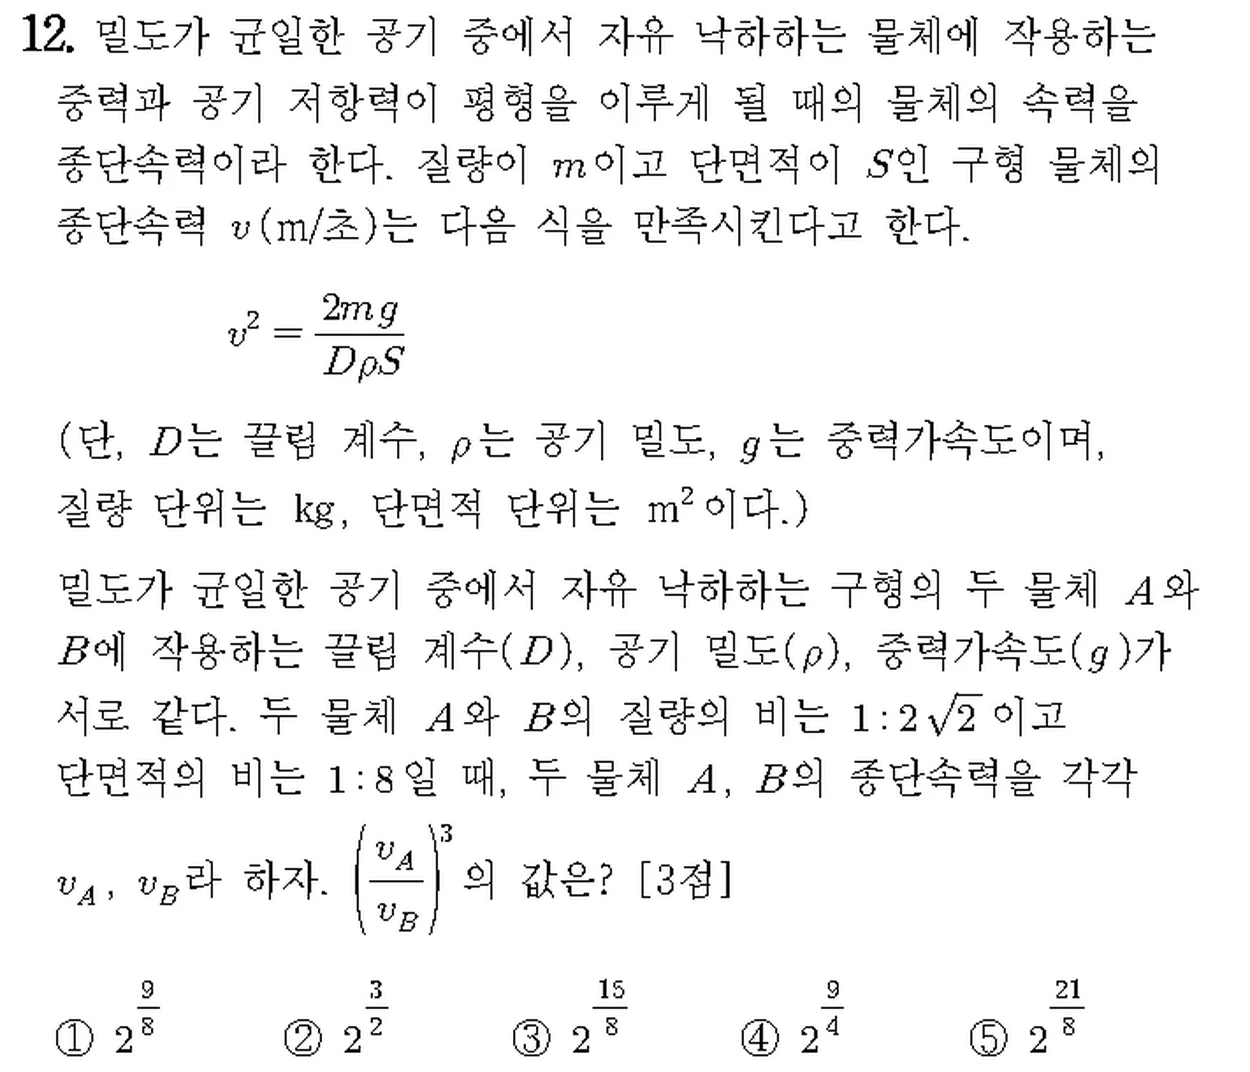 12. 밀도가 균일한 공기 중에서 자유 낙하하는 물체에 작용하는
중력과 공기 저항력이 평형을 이루게 될 때의 물체의 속력을
종단속력이라 한다. 질량이 m이고 단면적이 S인 구형 물체의
종단속력 v(m/초)는 다음 식을 만족시킨다고 한다.
v² = 2mg / DρS
(단, D는 끌림 계수, ρ는 공기 밀도, g는 중력가속도이며,
질량 단위는 kg, 단면적 단위는 m²이다.)
밀도가 균일한 공기 중에서 자유 낙하하는 구형의 두 물체 A와
B에 작용하는 끌림 계수(D), 공기 밀도(ρ), 중력가속도(g)가
서로 같다. 두 물체 A와 B의 질량의 비는 1 : 2√2 이고
단면적의 비는 1 : 8일 때, 두 물체 A, B의 종단속력을 각각
v_A, v_B라 하자. (v_A / v_B)³의 값은? [3점]
① 2^(9/8) ② 2^(3/2) ③ 2^(15/8) ④ 2^(9/4) ⑤ 2^(21/8)